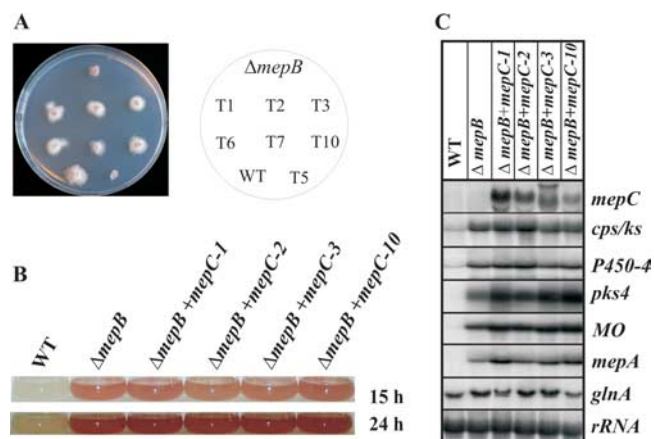 A
ΔmepB
T1 T2 T3
T6 T7 T10
WT T5
B
WT
ΔmepB
ΔmepB +mepC-1
ΔmepB +mepC-2
ΔmepB +mepC-3
ΔmepB +mepC-10
15 h
24 h
C
WT
Δ mepB
Δ mepB+mepC-1
Δ mepB+mepC-2
Δ mepB+mepC-3
Δ mepB+mepC-10
mepC
cps/ks
P450-4
pks4
MO
mepA
glnA
rRNA